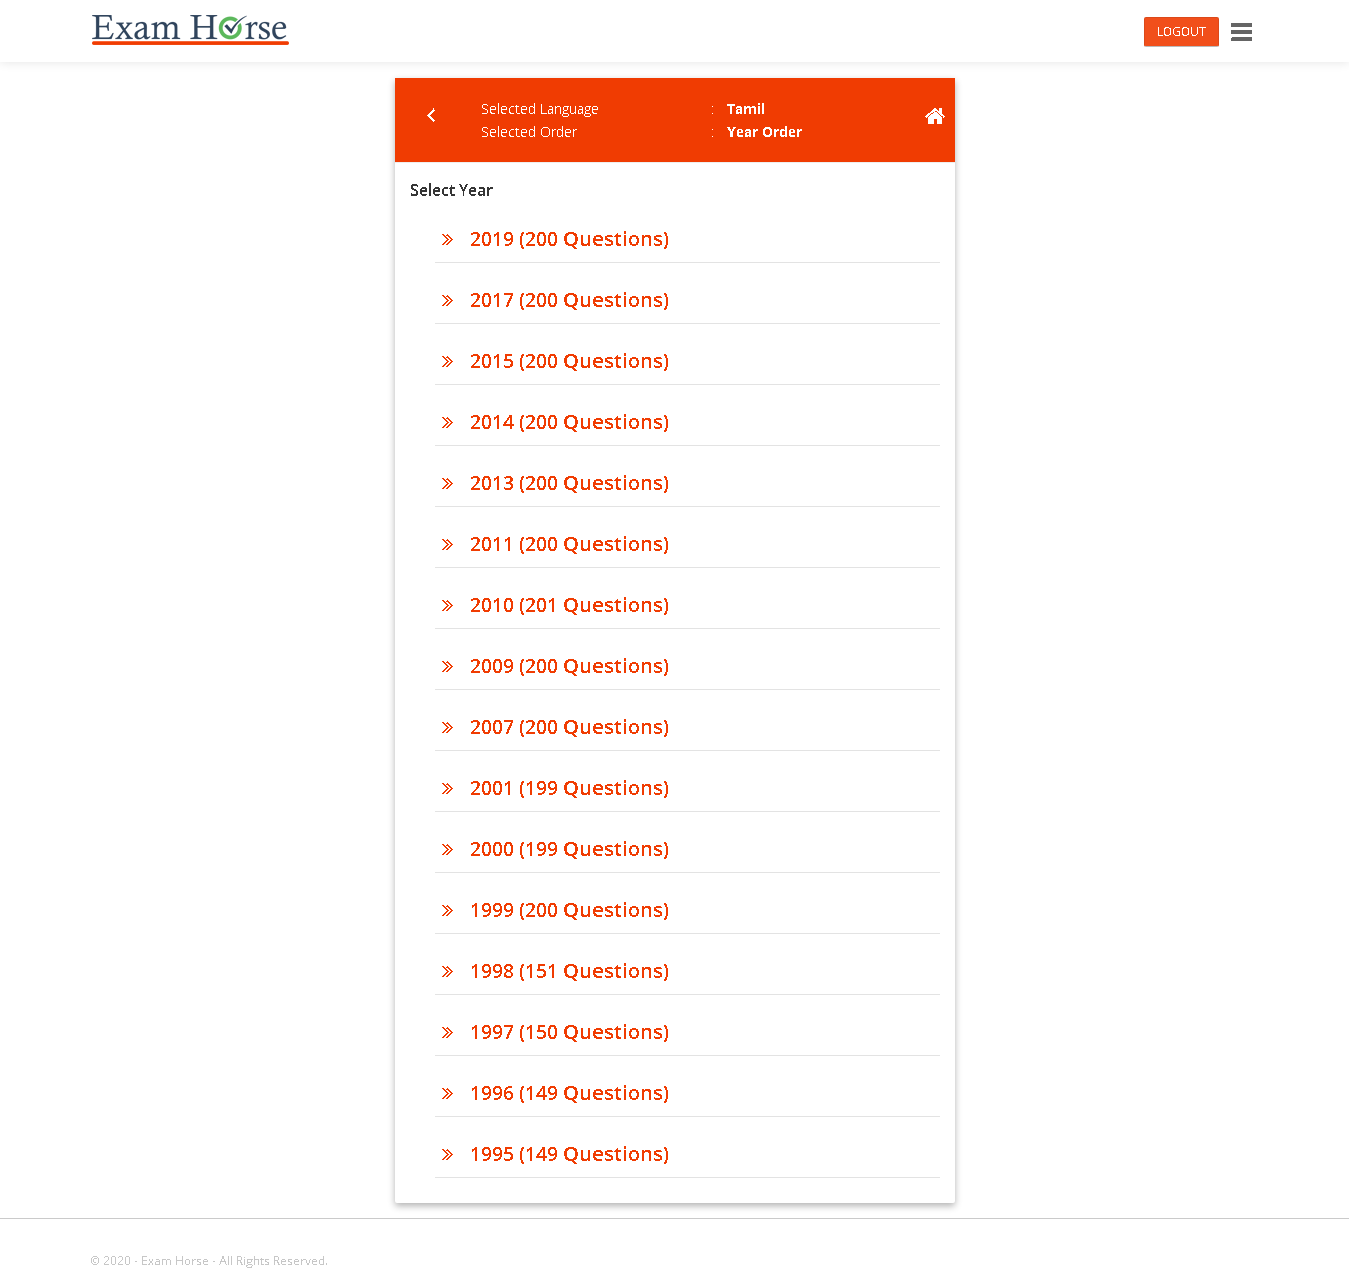 Exam Horse
LOGOUT
Selected Language : Tamil
Selected Order : Year Order
Select Year
2019 (200 Questions)
2017 (200 Questions)
2015 (200 Questions)
2014 (200 Questions)
2013 (200 Questions)
2011 (200 Questions)
2010 (201 Questions)
2009 (200 Questions)
2007 (200 Questions)
2001 (199 Questions)
2000 (199 Questions)
1999 (200 Questions)
1998 (151 Questions)
1997 (150 Questions)
1996 (149 Questions)
1995 (149 Questions)
© 2020 - Exam Horse - All Rights Reserved.